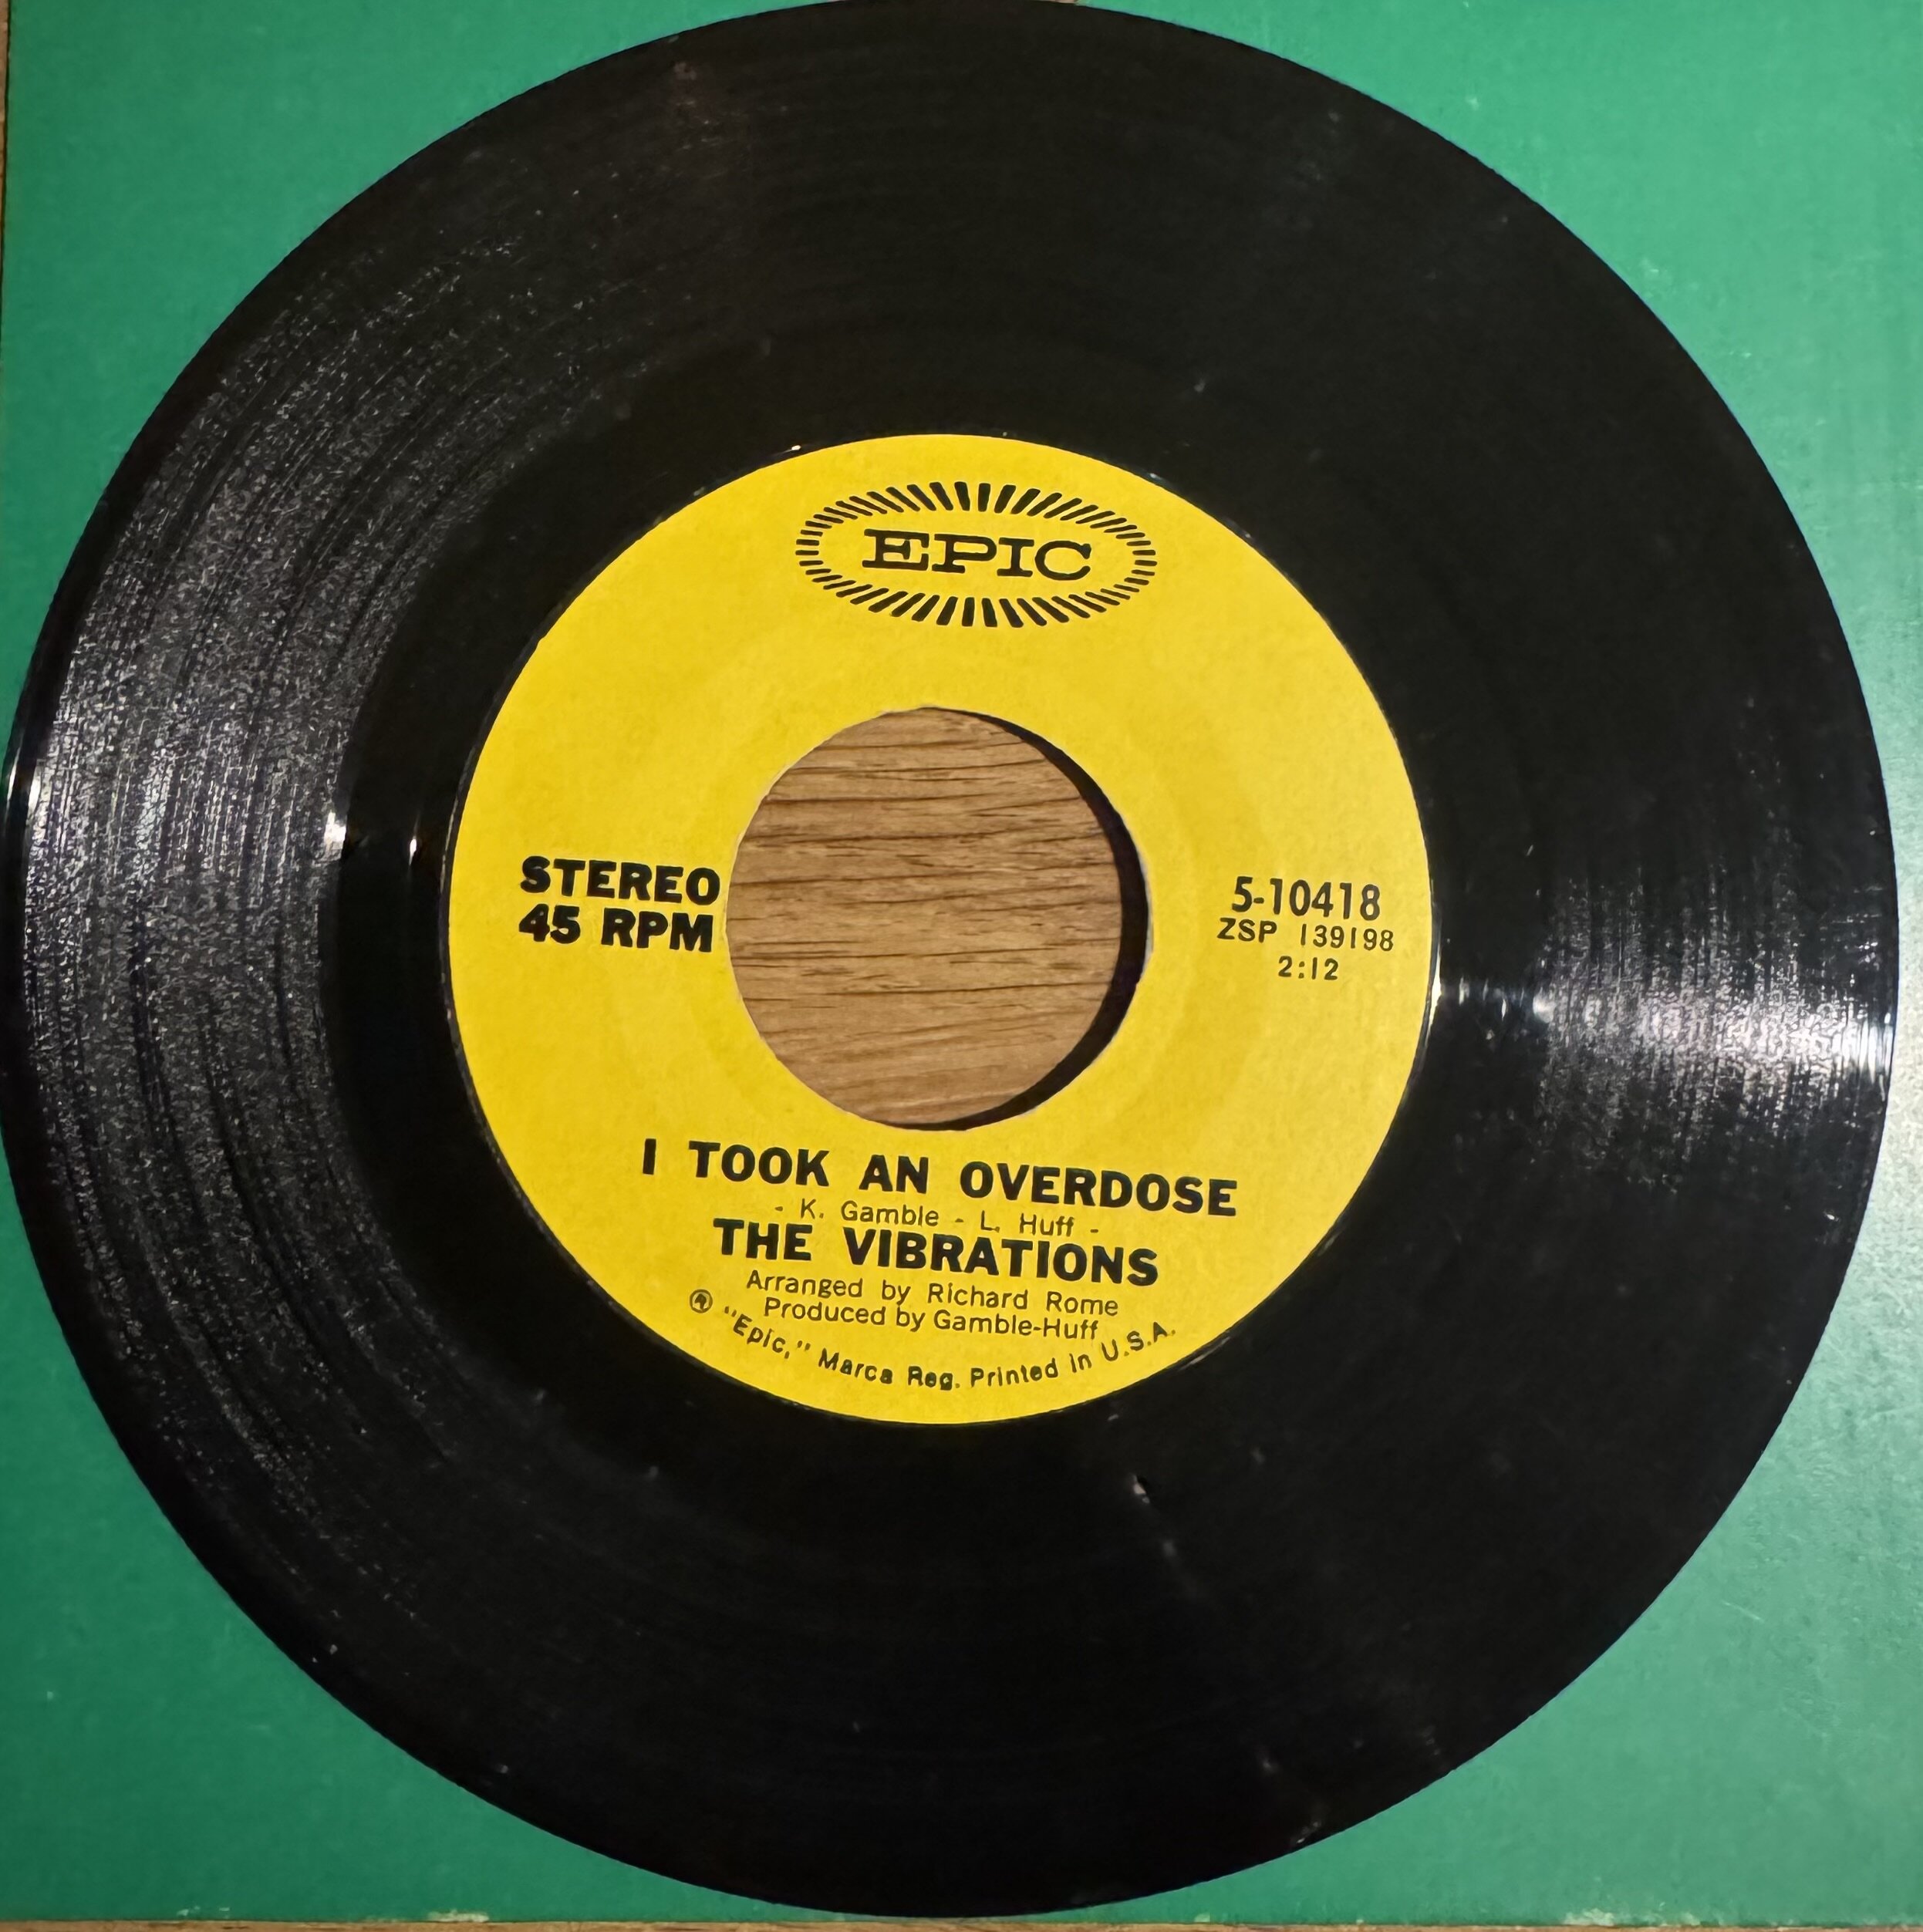 EPIC
STEREO
45 RPM
5-10418
ZSP 139198
2:12
I TOOK AN OVERDOSE
- K. Gamble - L. Huff -
THE VIBRATIONS
Arranged by Richard Rome
Produced by Gamble-Huff
® "Epic," Marca Reg. Printed in U.S.A.